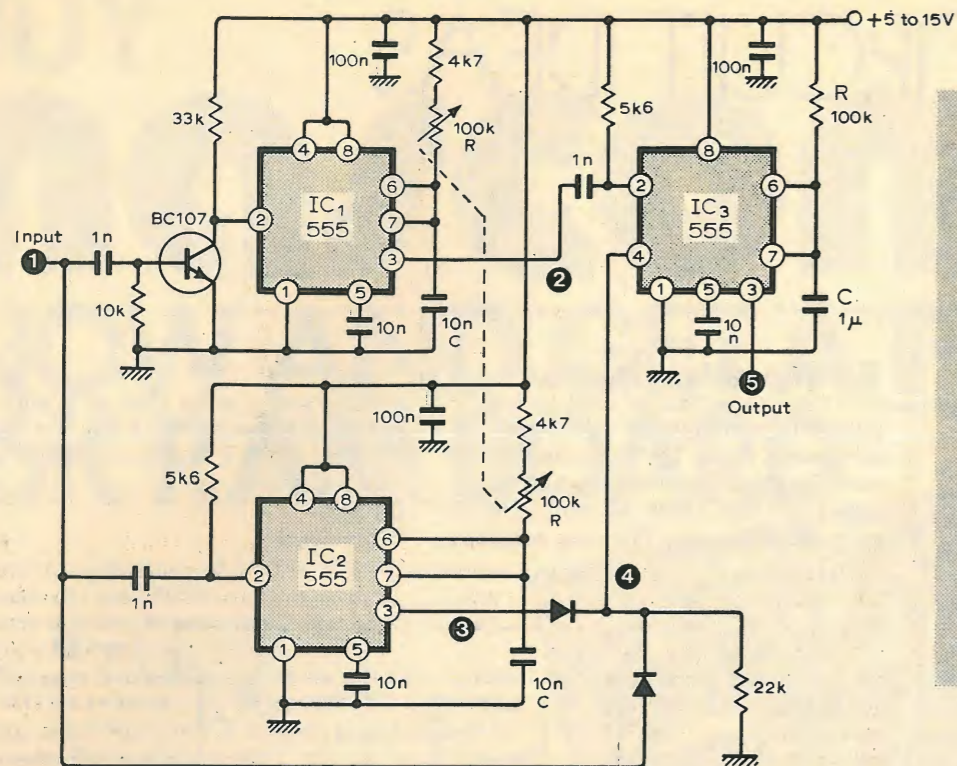 +5 to 15V
100n
4k7
100n
R
100k
33k
100k
R
5k6
4 8
8
1n
BC107
6
2
6
2
IC1
555
7
IC3
555
Input
1
1n
3
4
7
2
10k
1
5
1
5
3
C
1µ
10n
10n
C
10
n
5
Output
100n
4k7
5k6
100k
R
4 8
6
2
IC2
555
7
4
1n
3
3
1
5
10n
10n
C
22k